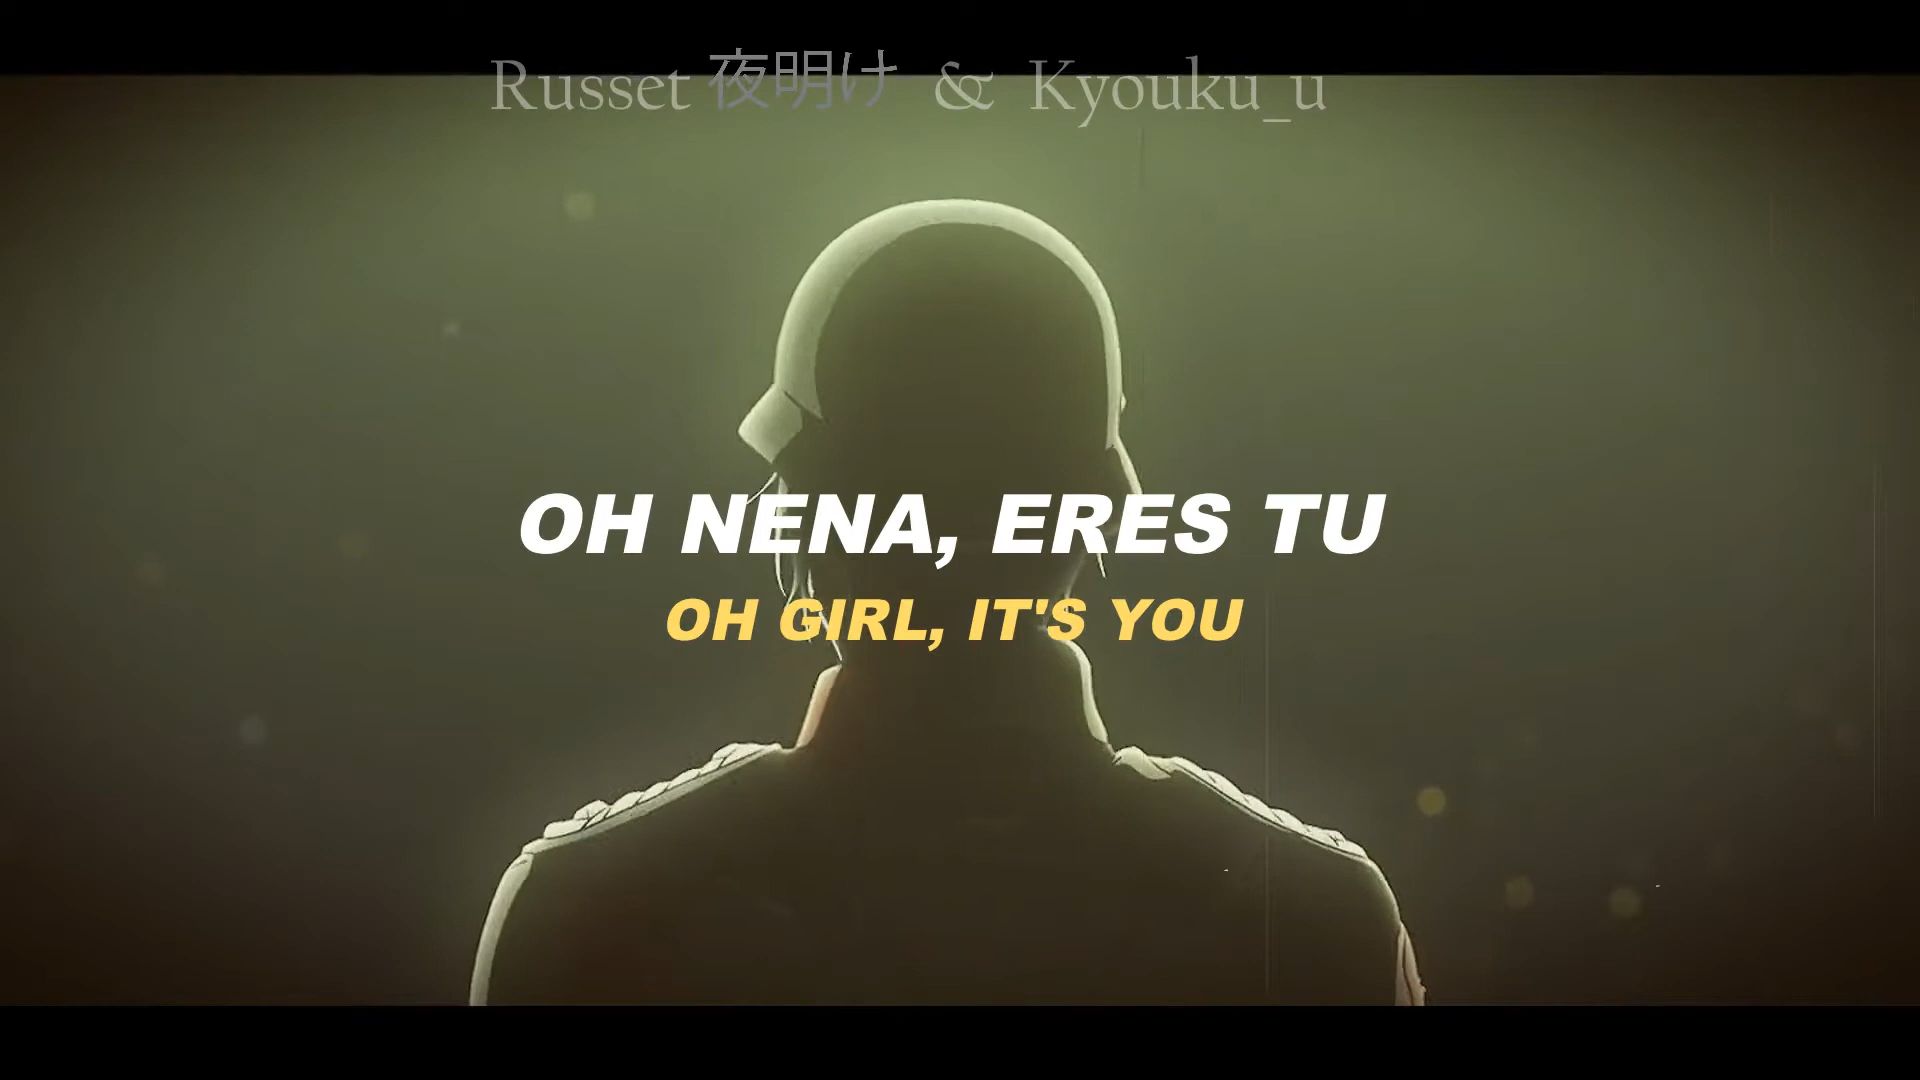 Russet 夜明け & Kyouku_u
OH NENA, ERES TU
OH GIRL, IT'S YOU